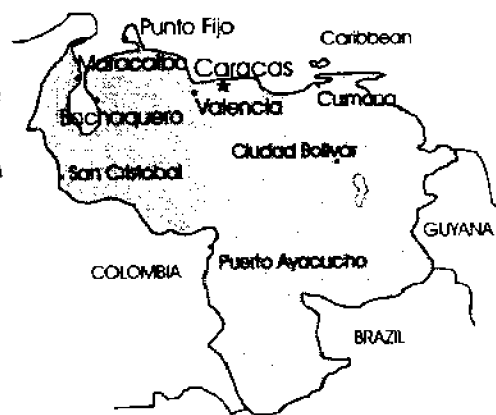 Punto Fijo
Caribbean
Maracaibo
Caracas
Valencia
Cumana
Bachaquero
Ciudad Bolivar
San Cristobal
GUYANA
COLOMBIA
Puerto Ayacucho
BRAZIL